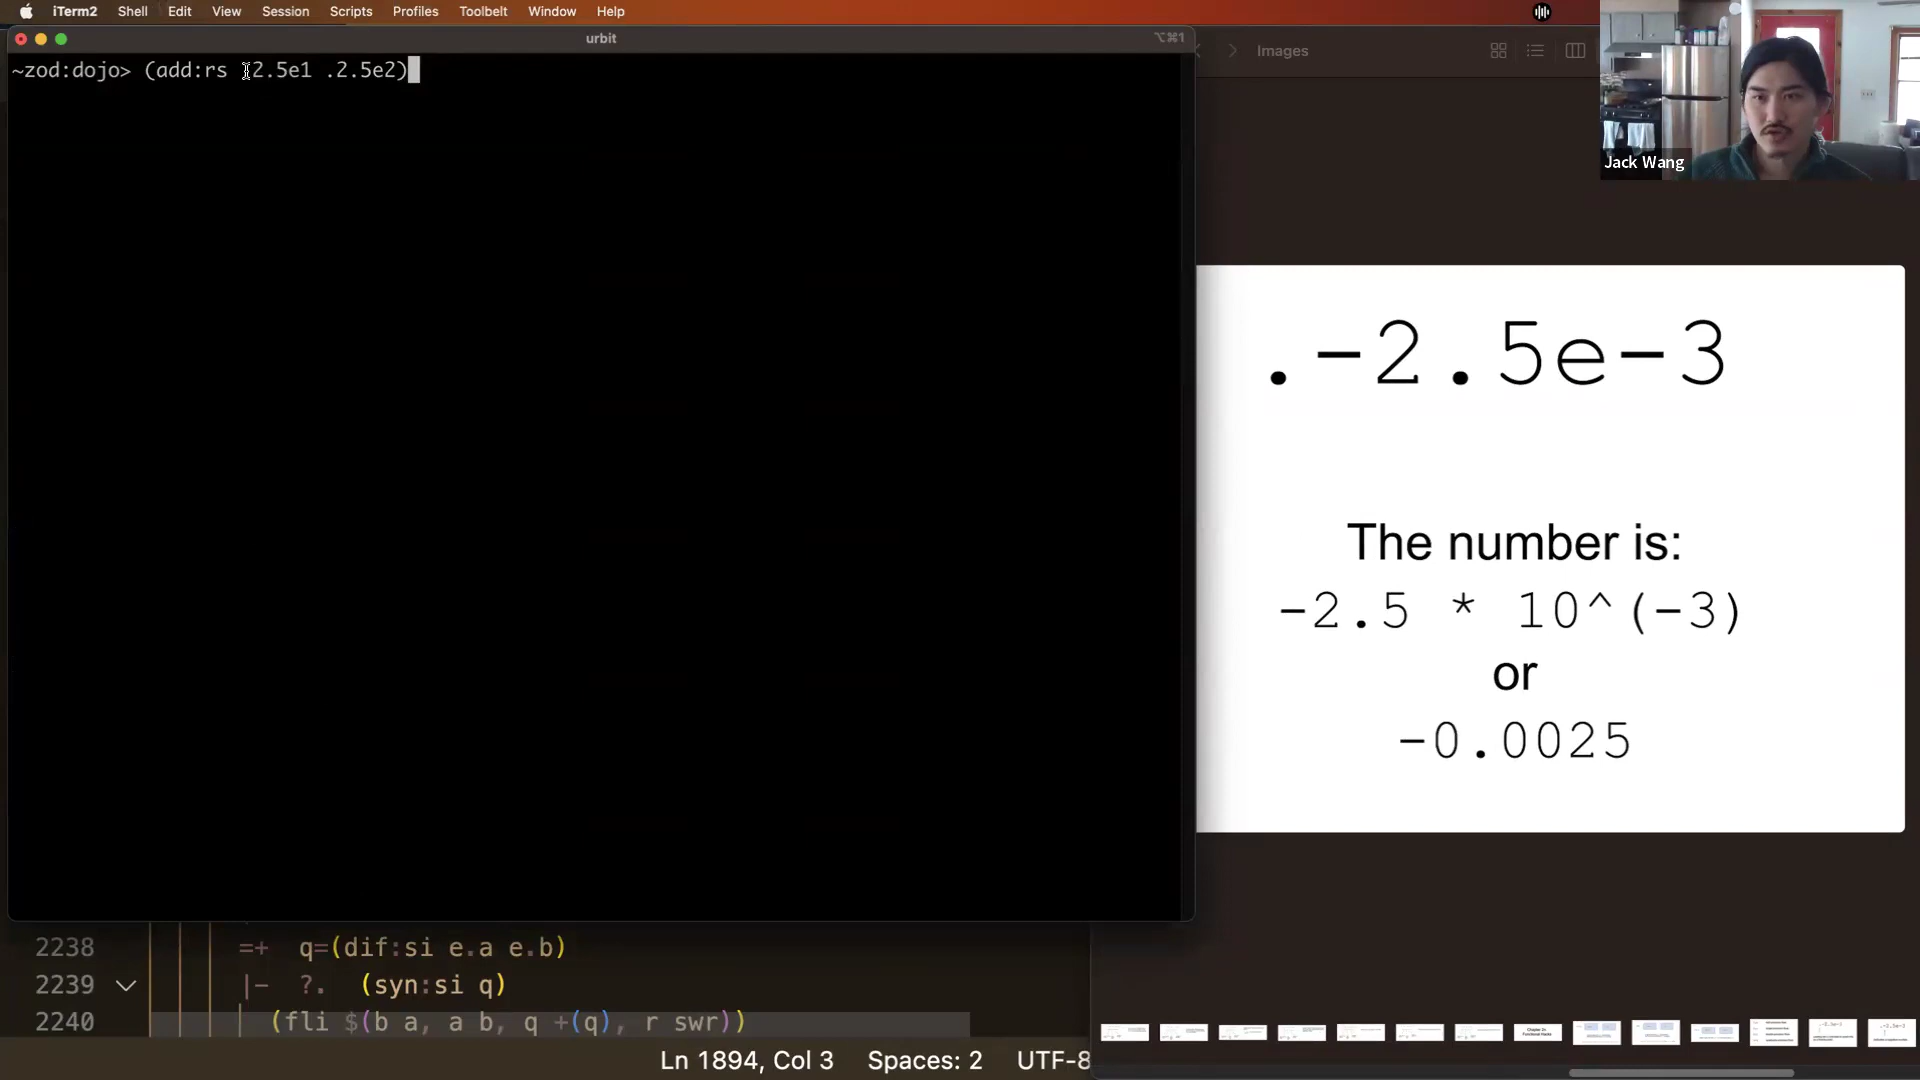 iTerm2 Shell Edit View Session Scripts Profiles Toolbelt Window Help
urbit
⌥⌘1
~zod:dojo> (add:rs .2.5e1 .2.5e2)
Images
Jack Wang
.-2.5e-3
The number is:
-2.5 * 10^(-3)
or
-0.0025
2238 =+ q=(dif:si e.a e.b)
2239 |- ?. (syn:si q)
2240 (fli $(b a, a b, q +(q), r swr))
Ln 1894, Col 3 Spaces: 2 UTF-8